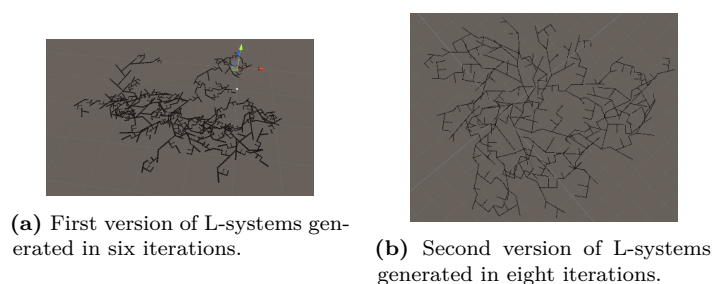 (a) First version of L-systems gen-
erated in six iterations.
(b) Second version of L-systems
generated in eight iterations.